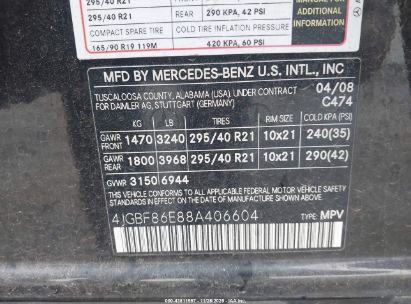 295/40 R21
295/40 R21 REAR 290 KPA, 42 PSI
COMPACT SPARE TIRE COLD TIRE INFLATION PRESSURE
165/90 R19 119M 420 KPA, 60 PSI
ADDITIONAL
INFORMATION
MFD BY MERCEDES-BENZ U.S. INTL., INC
TUSCALOOSA COUNTY, ALABAMA (USA) UNDER CONTRACT 04/08
FOR DAIMLER AG, STUTTGART (GERMANY) C474
KG LB TIRES RIM SIZE COLD KPA (PSI)
GAWR FRONT 1470 3240 295/40 R21 10x21 240(35)
GAWR REAR 1800 3968 295/40 R21 10x21 290(42)
GVWR 3150 6944
THIS VEHICLE CONFORMS TO ALL APPLICABLE FEDERAL MOTOR VEHICLE
SAFETY STANDARDS IN EFFECT ON THE DATE OF MANUFACTURE SHOWN ABOVE.
4JGBF86E88A406604 TYPE: MPV